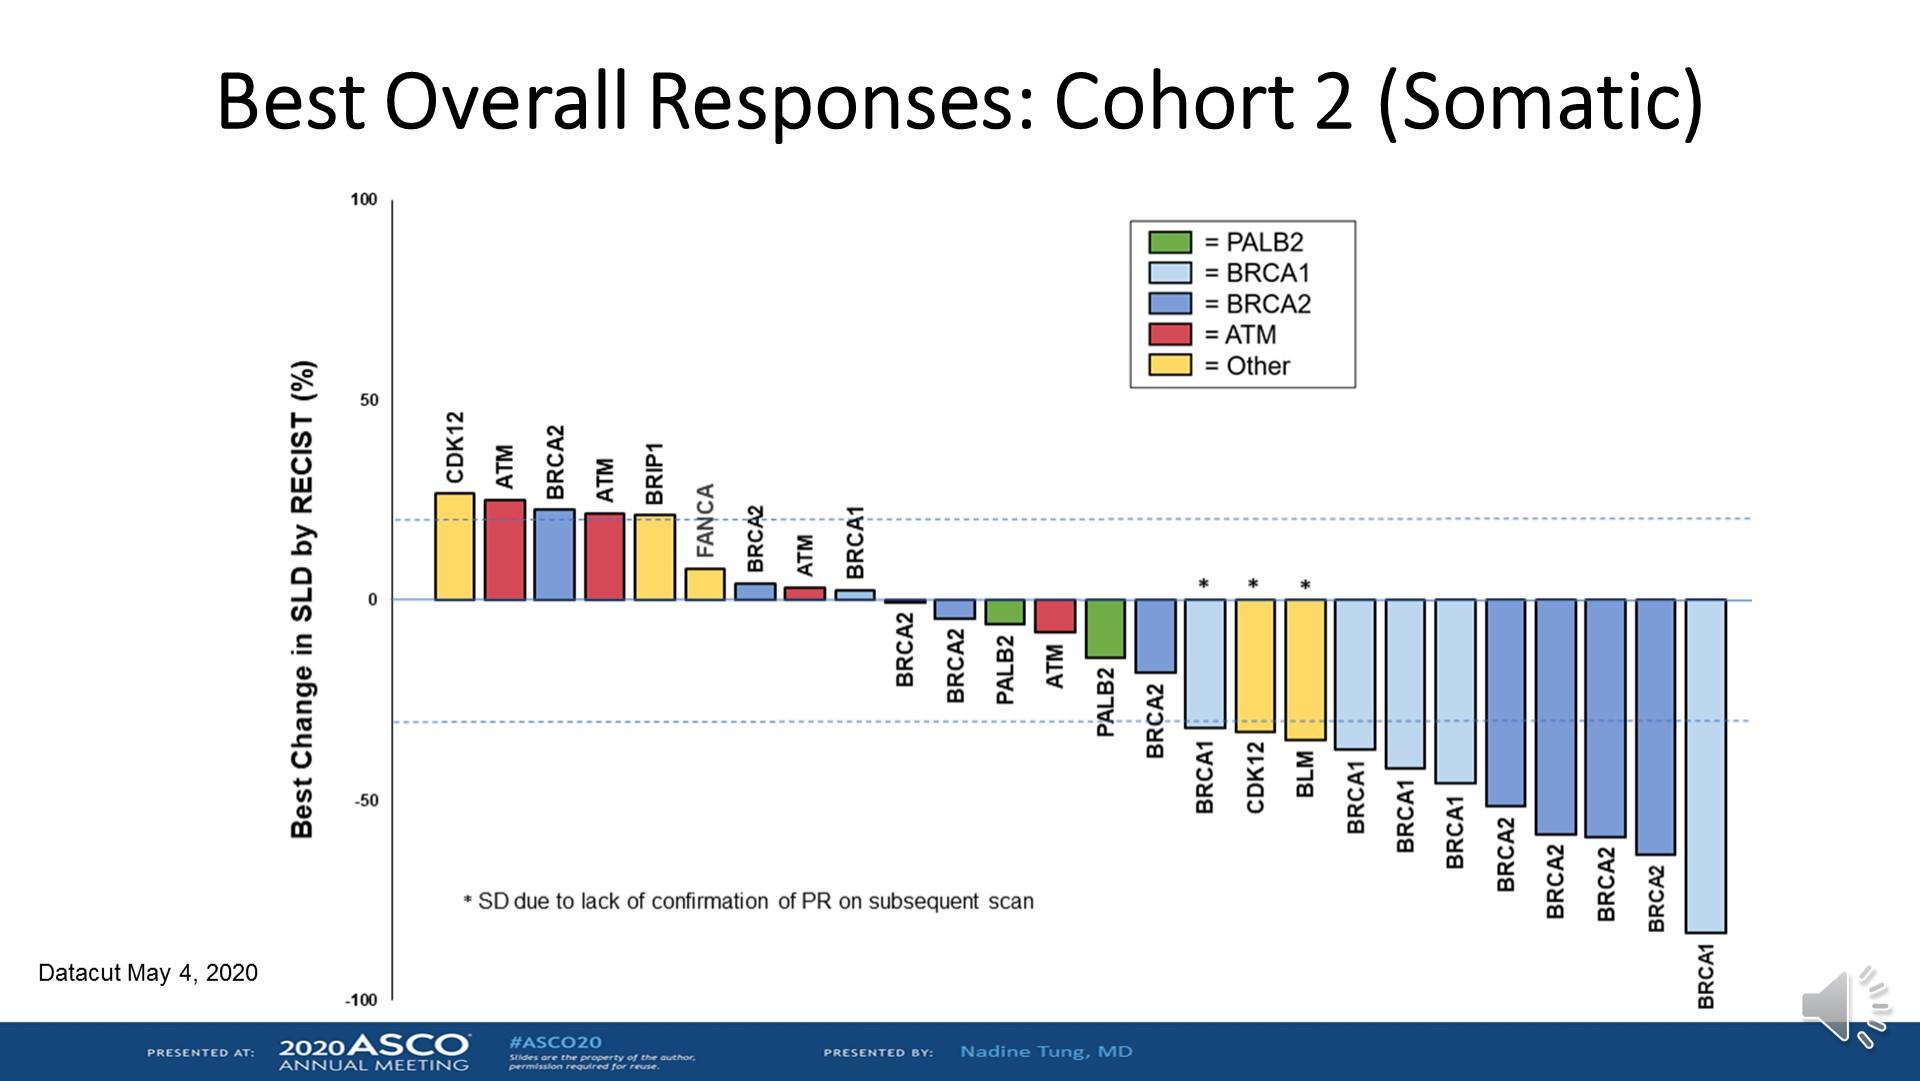 Best Overall Responses: Cohort 2 (Somatic)
100
50
0
-50
-100
Best Change in SLD by RECIST (%)
= PALB2
= BRCA1
= BRCA2
= ATM
= Other
CDK12
ATM
BRCA2
ATM
BRIP1
FANCA
BRCA2
ATM
BRCA1
BRCA2
BRCA2
PALB2
ATM
PALB2
BRCA2
* BRCA1
* CDK12
* BLM
BRCA1
BRCA1
BRCA1
BRCA2
BRCA2
BRCA2
BRCA2
BRCA1
* SD due to lack of confirmation of PR on subsequent scan
Datacut May 4, 2020
PRESENTED AT:
2020 ASCO
ANNUAL MEETING
#ASCO20
Slides are the property of the author,
permission required for reuse.
PRESENTED BY: Nadine Tung, MD